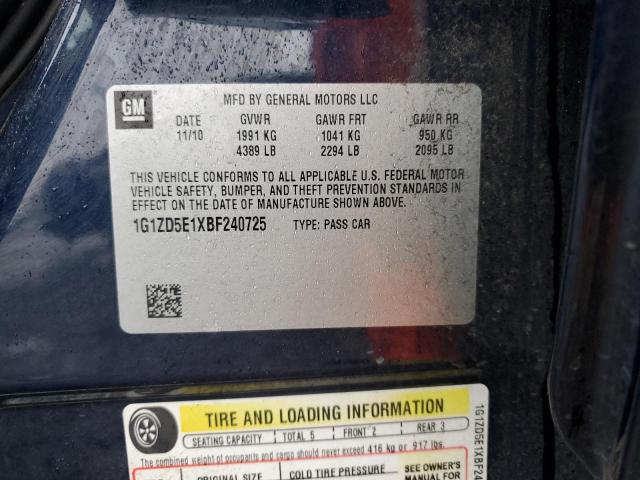 GM
MFD BY GENERAL MOTORS LLC
DATE GVWR GAWR FRT GAWR RR
11/10 1991 KG 1041 KG 950 KG
4389 LB 2294 LB 2095 LB
THIS VEHICLE CONFORMS TO ALL APPLICABLE U.S. FEDERAL MOTOR
VEHICLE SAFETY, BUMPER, AND THEFT PREVENTION STANDARDS IN
EFFECT ON THE DATE OF MANUFACTURE SHOWN ABOVE.
1G1ZD5E1XBF240725 TYPE: PASS CAR
TIRE AND LOADING INFORMATION
SEATING CAPACITY TOTAL 5 FRONT 2 REAR 3
The combined weight of occupants and cargo should never exceed 416 kg or 917 lbs.
ORIGINAL SIZE COLD TIRE PRESSURE SEE OWNER'S
MANUAL FOR
1G1ZD5E1XBF24